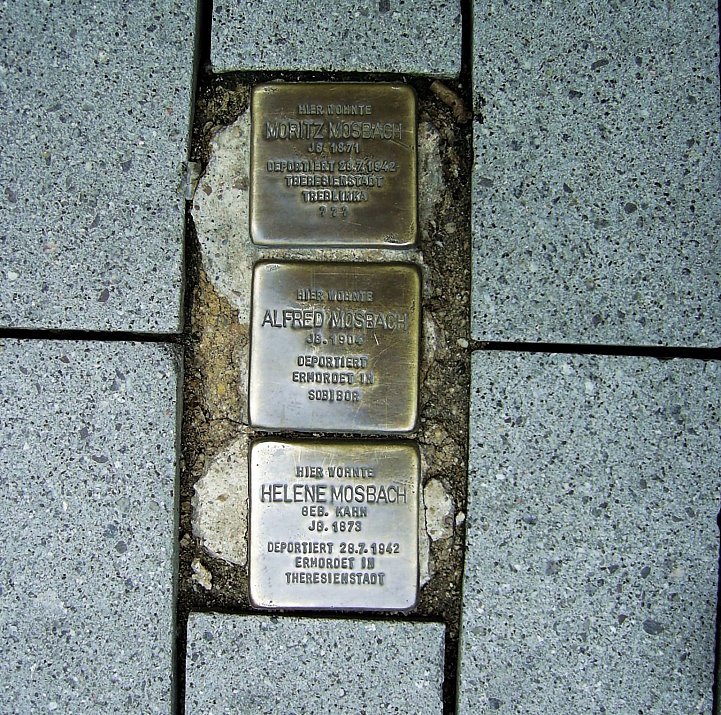 HIER WOHNTE
MORITZ MOSBACH
JG. 1871
DEPORTIERT 28.7.1942
THERESIENSTADT
TREBLINKA
? ? ?
HIER WOHNTE
ALFRED MOSBACH
JG. 1904
DEPORTIERT
ERMORDET IN
SOBIBOR
HIER WOHNTE
HELENE MOSBACH
GEB. KAHN
JG. 1873
DEPORTIERT 28.7.1942
ERMORDET IN
THERESIENSTADT